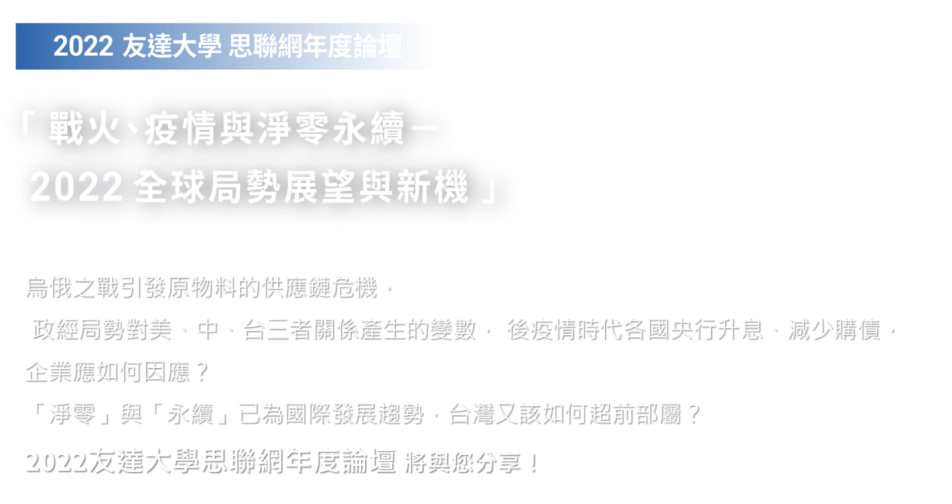 2022 友達大學 思聯網年度論壇
「戰火、疫情與淨零永續－
2022 全球局勢展望與新機」
烏俄之戰引發原物料的供應鏈危機，
政經局勢對美、中、台三者關係產生的變數， 後疫情時代各國央行升息、減少購債，
企業應如何因應？
「淨零」與「永續」已為國際發展趨勢，台灣又該如何超前部屬？
2022友達大學思聯網年度論壇 將與您分享！